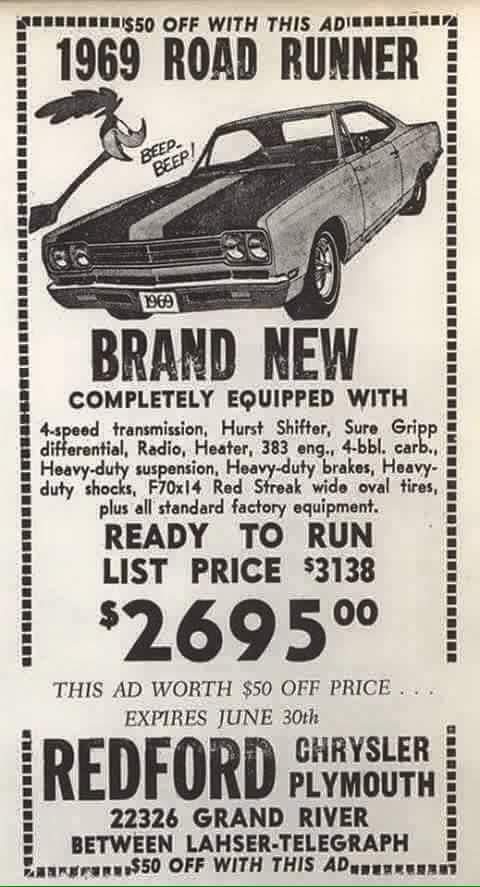 $50 OFF WITH THIS AD
1969 ROAD RUNNER
BEEP-
BEEP!
1969
BRAND NEW
COMPLETELY EQUIPPED WITH
4-speed transmission, Hurst Shifter, Sure Gripp
differential, Radio, Heater, 383 eng., 4-bbl. carb.,
Heavy-duty suspension, Heavy-duty brakes, Heavy-
duty shocks, F70x14 Red Streak wide oval tires,
plus all standard factory equipment.
READY TO RUN
LIST PRICE $3138
$2695⁰⁰
THIS AD WORTH $50 OFF PRICE . . .
EXPIRES JUNE 30th
REDFORD CHRYSLER
PLYMOUTH
22326 GRAND RIVER
BETWEEN LAHSER-TELEGRAPH
$50 OFF WITH THIS AD